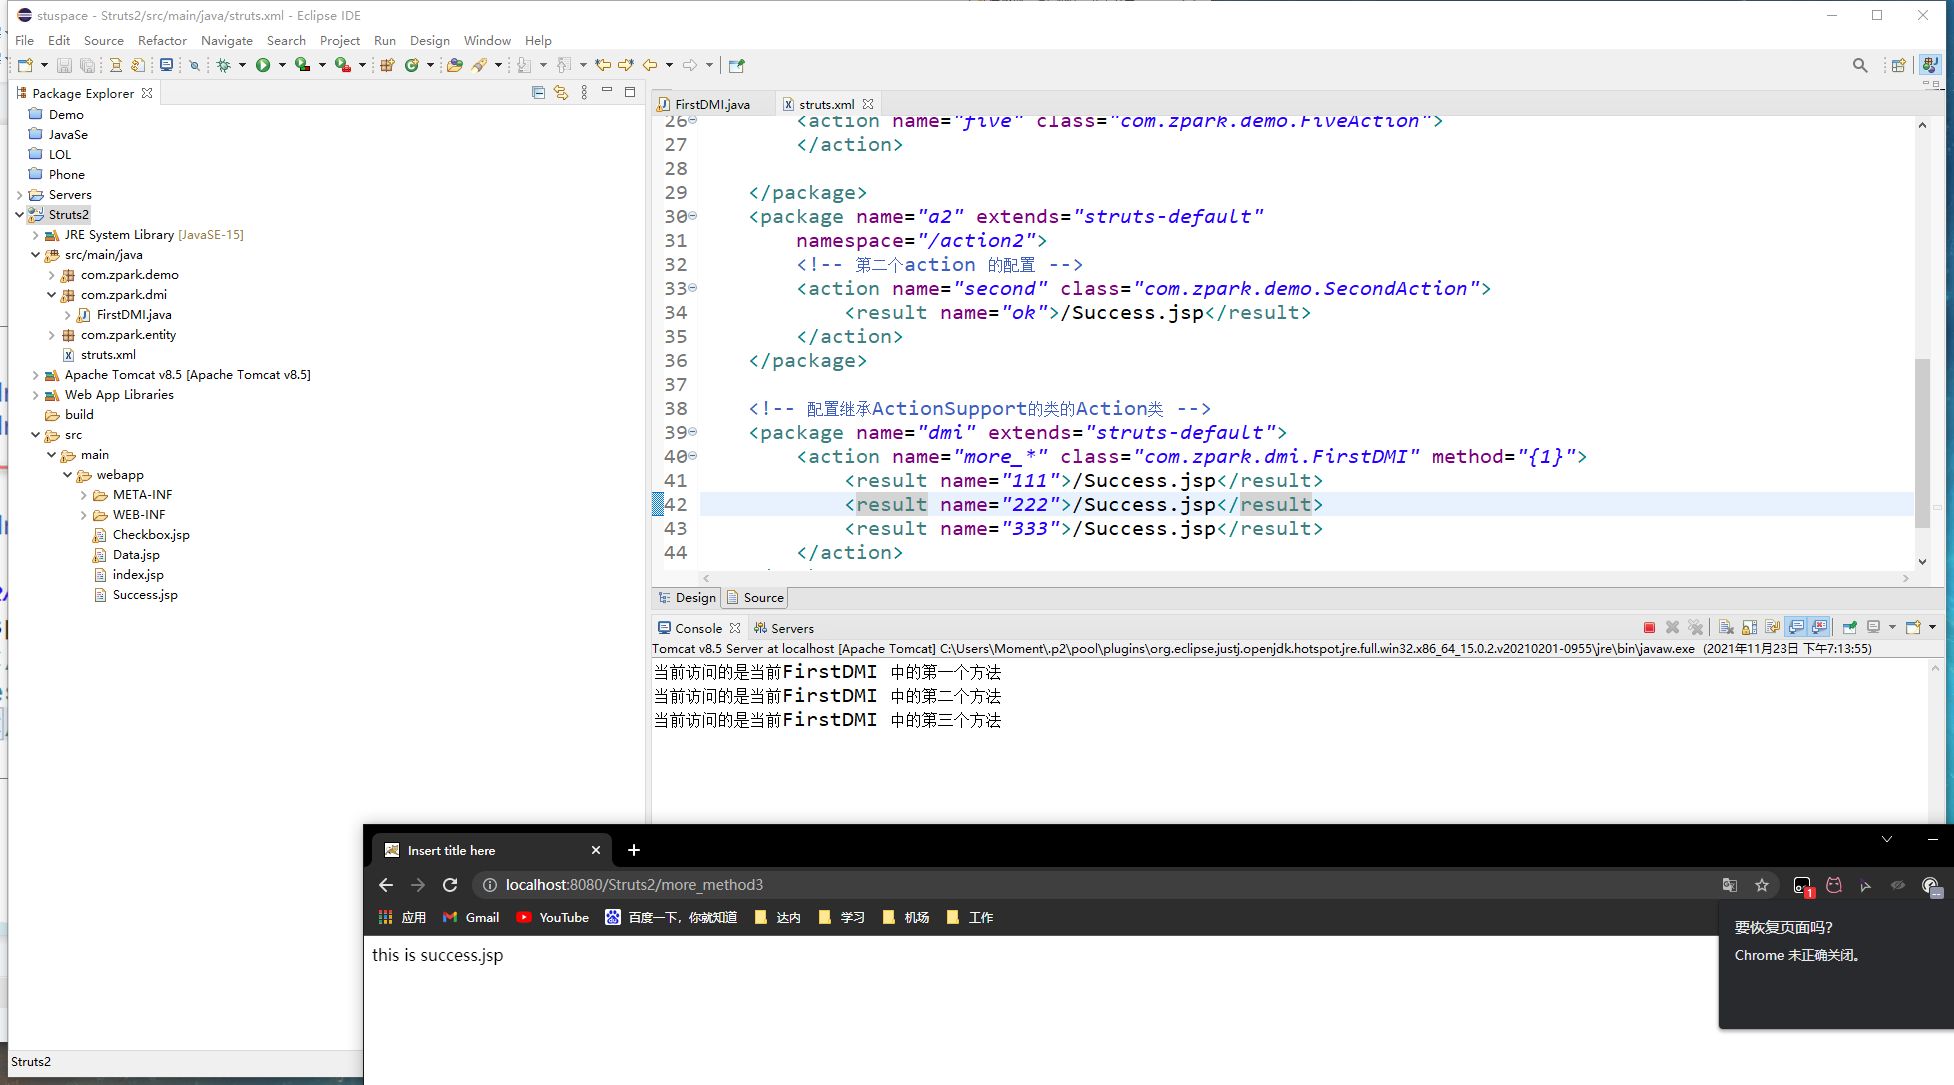 stuspace - Struts2/src/main/java/struts.xml - Eclipse IDE
File Edit Source Refactor Navigate Search Project Run Design Window Help
Package Explorer
Demo
JavaSe
LOL
Phone
Servers
Struts2
JRE System Library [JavaSE-15]
src/main/java
com.zpark.demo
com.zpark.dmi
FirstDMI.java
com.zpark.entity
struts.xml
Apache Tomcat v8.5 [Apache Tomcat v8.5]
Web App Libraries
build
src
main
webapp
META-INF
WEB-INF
Checkbox.jsp
Data.jsp
index.jsp
Success.jsp
Struts2
FirstDMI.java struts.xml
26 <action name="five" class="com.zpark.demo.FiveAction">
27 </action>
28
29 </package>
30 <package name="a2" extends="struts-default"
31 namespace="/action2">
32 <!-- 第二个action 的配置 -->
33 <action name="second" class="com.zpark.demo.SecondAction">
34 <result name="ok">/Success.jsp</result>
35 </action>
36 </package>
37
38 <!-- 配置继承ActionSupport的类的Action类 -->
39 <package name="dmi" extends="struts-default">
40 <action name="more_*" class="com.zpark.dmi.FirstDMI" method="{1}">
41 <result name="111">/Success.jsp</result>
42 <result name="222">/Success.jsp</result>
43 <result name="333">/Success.jsp</result>
44 </action>
Design Source
Console Servers
Tomcat v8.5 Server at localhost [Apache Tomcat] C:\Users\Moment\.p2\pool\plugins\org.eclipse.justj.openjdk.hotspot.jre.full.win32.x86_64_15.0.2.v20210201-0955\jre\bin\javaw.exe (2021年11月23日 下午7:13:55)
当前访问的是当前FirstDMI 中的第一个方法
当前访问的是当前FirstDMI 中的第二个方法
当前访问的是当前FirstDMI 中的第三个方法
Insert title here
localhost:8080/Struts2/more_method3
1
应用 Gmail YouTube 百度一下，你就知道 达内 学习 机场 工作
this is success.jsp
要恢复页面吗?
Chrome 未正确关闭。